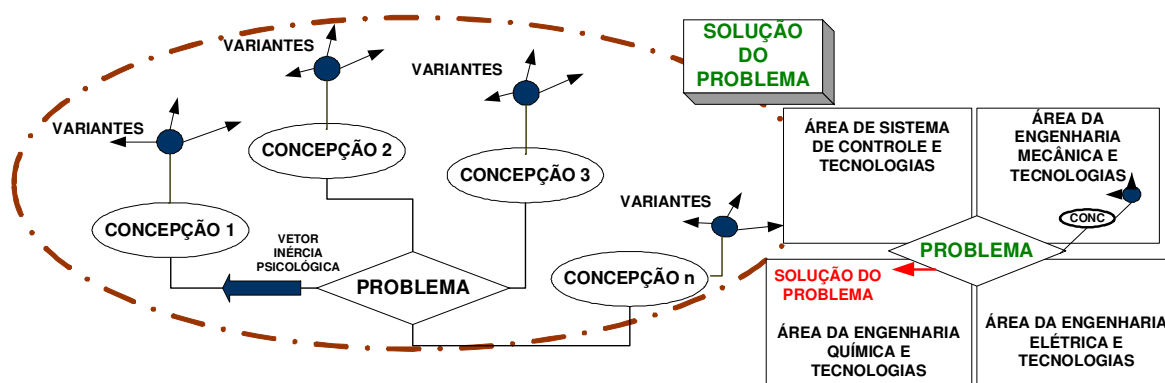 VARIANTES
CONCEPÇÃO 1
VARIANTES
CONCEPÇÃO 2
VARIANTES
CONCEPÇÃO 3
VARIANTES
CONCEPÇÃO n
VETOR
INÉRCIA
PSICOLÓGICA
PROBLEMA
SOLUÇÃO
DO
PROBLEMA
ÁREA DE SISTEMA
DE CONTROLE E
TECNOLOGIAS
ÁREA DA
ENGENHARIA
MECÂNICA E
TECNOLOGIAS
CONC
PROBLEMA
SOLUÇÃO DO
PROBLEMA
ÁREA DA ENGENHARIA
QUÍMICA E
TECNOLOGIAS
ÁREA DA ENGENHARIA
ELÉTRICA E
TECNOLOGIAS